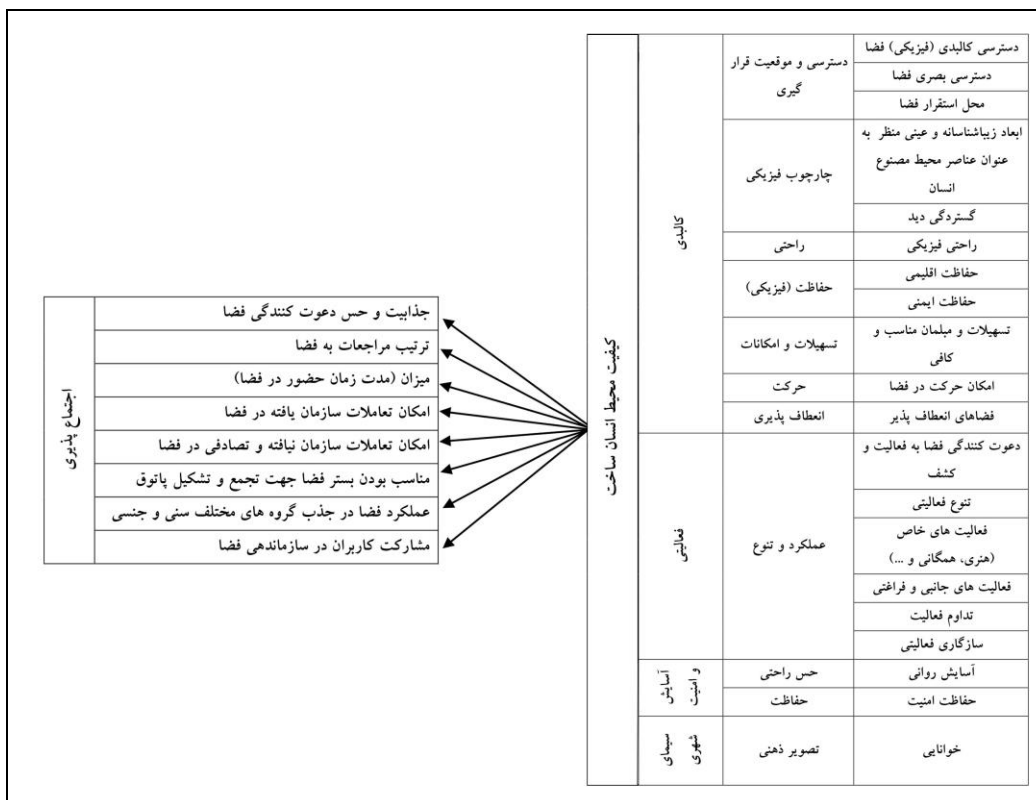 دسترسی کالبدی (فیزیکی) فضا
دسترسی بصری فضا
محل استقرار فضا
دسترسی و موقعیت قرار
گیری
ابعاد زیباشناسانه و عینی منظر به
عنوان عناصر محیط مصنوع
انسان
گستردگی دید
چارچوب فیزیکی
راحتی فیزیکی
راحتی
حفاظت اقلیمی
حفاظت ایمنی
حفاظت (فیزیکی)
تسهیلات و مبلمان مناسب و
کافی
تسهیلات و امکانات
امکان حرکت در فضا
حرکت
فضاهای انعطاف پذیر
انعطاف پذیری
کالبدی
دعوت کنندگی فضا به فعالیت و
کشف
تنوع فعالیتی
فعالیت های خاص
(هنری، همگانی و ...)
فعالیت های جانبی و فراغتی
تداوم فعالیت
سازگاری فعالیتی
عملکرد و تنوع
فعالیتی
آسایش روانی
حس راحتی
حفاظت امنیت
حفاظت
آسایش
و امنیت
خوانایی
تصویر ذهنی
سیمای
شهری
کیفیت محیط انسان ساخت
جذابیت و حس دعوت کنندگی فضا
ترتیب مراجعات به فضا
میزان (مدت زمان حضور در فضا)
امکان تعاملات سازمان یافته در فضا
امکان تعاملات سازمان نیافته و تصادفی در فضا
مناسب بودن بستر فضا جهت تجمع و تشکیل پاتوق
عملکرد فضا در جذب گروه های مختلف سنی و جنسی
مشارکت کاربران در سازماندهی فضا
اجتماع پذیری